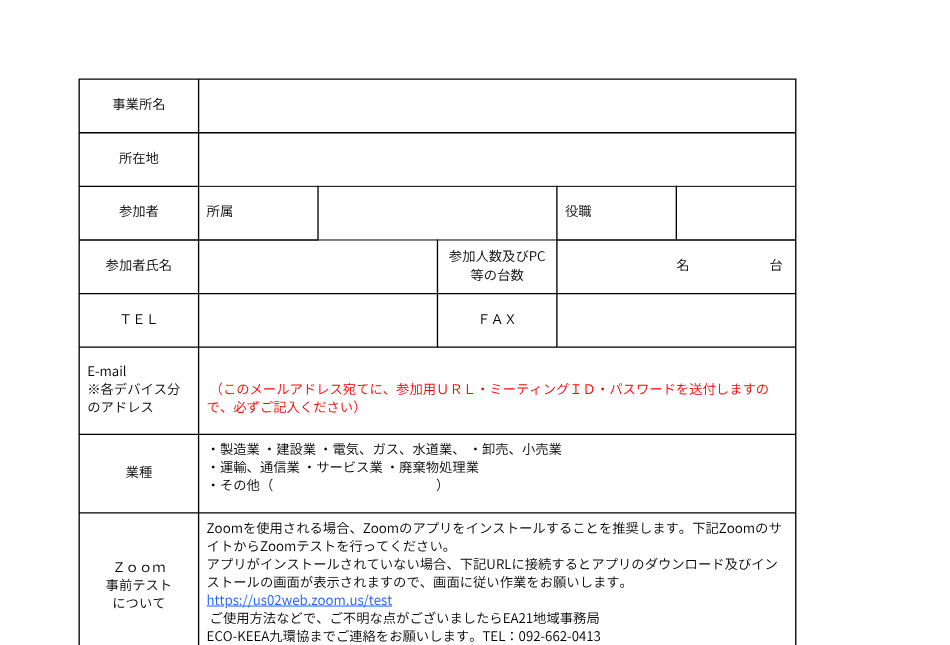 事業所名
所在地
参加者 所属 役職
参加者氏名 参加人数及びPC
等の台数 名 台
ＴＥＬ ＦＡＸ
E-mail
※各デバイス分
のアドレス
（このメールアドレス宛てに、参加用ＵＲＬ・ミーティングＩＤ・パスワードを送付しますの
で、必ずご記入ください）
業種
・製造業 ・建設業 ・電気、ガス、水道業、 ・卸売、小売業
・運輸、通信業 ・サービス業 ・廃棄物処理業
・その他（ ）
Ｚｏｏｍ
事前テスト
について
Zoomを使用される場合、Zoomのアプリをインストールすることを推奨します。下記Zoomのサ
イトからZoomテストを行ってください。
アプリがインストールされていない場合、下記URLに接続するとアプリのダウンロード及びイン
ストールの画面が表示されますので、画面に従い作業をお願いします。
https://us02web.zoom.us/test
ご使用方法などで、ご不明な点がございましたらEA21地域事務局
ECO-KEEA九環協までご連絡をお願いします。TEL：092-662-0413